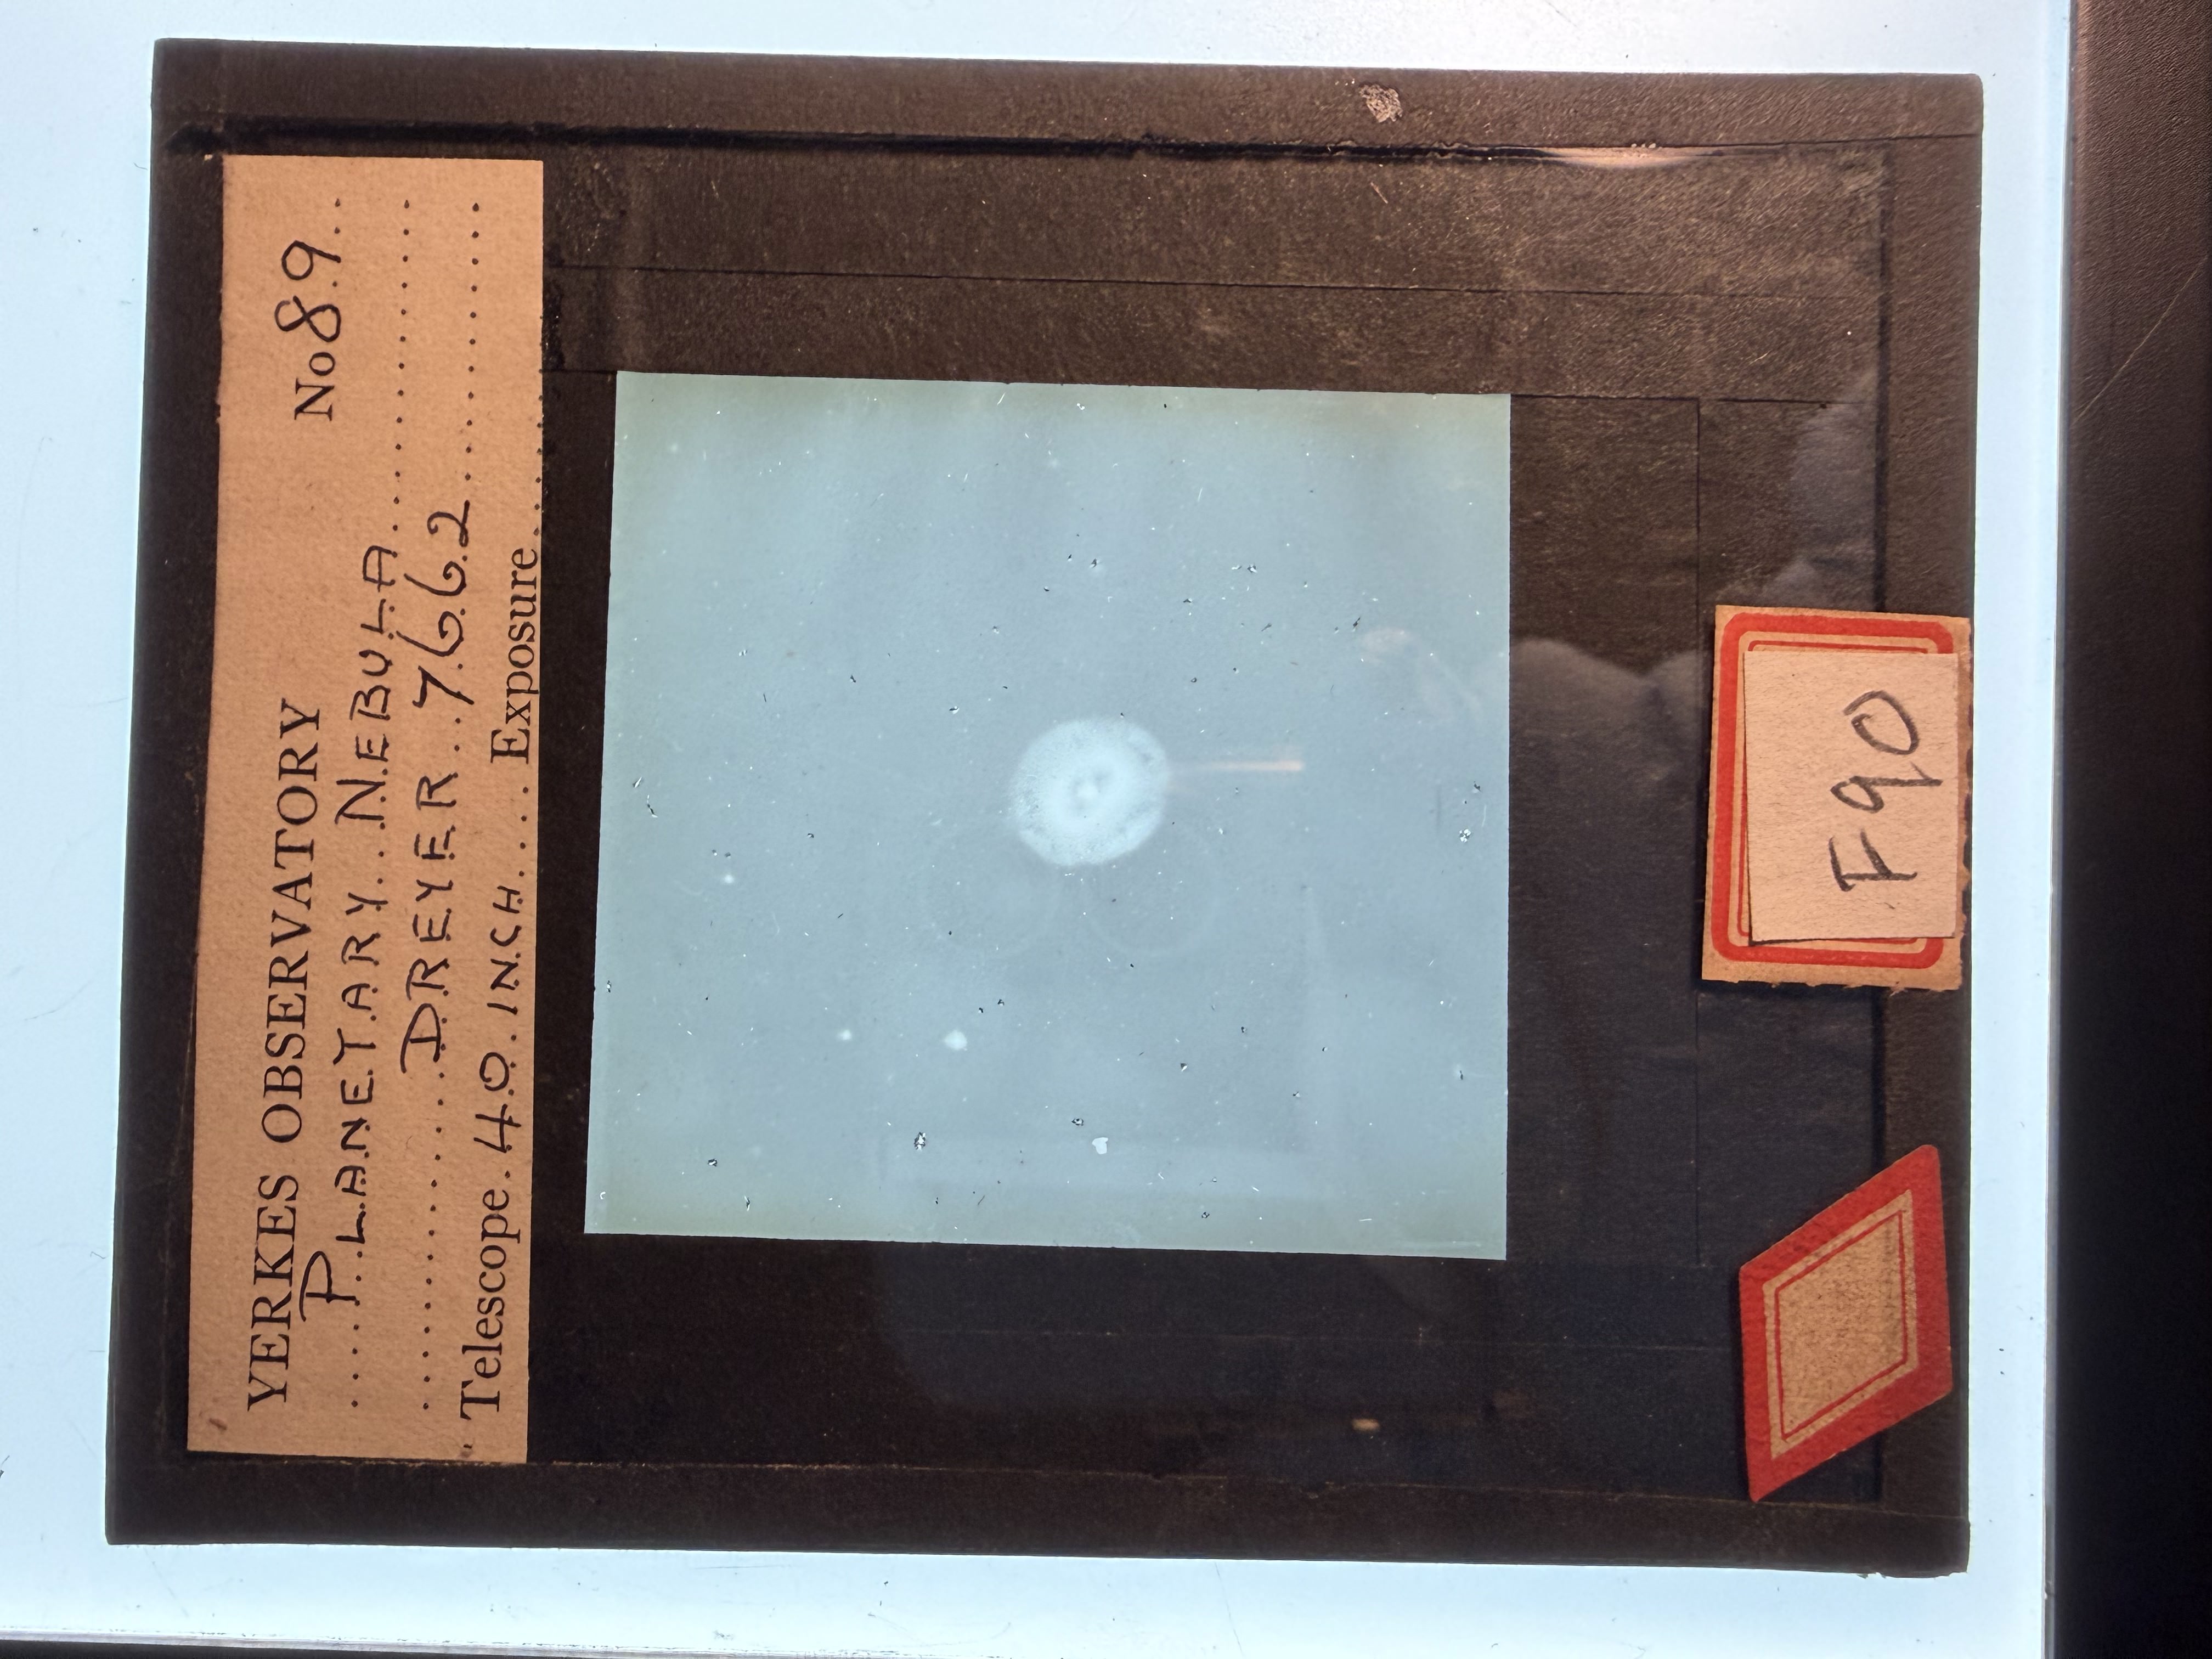 YERKES OBSERVATORY No 89
PLANETARY NEBULA
DREYER 7662
Telescope 40 INCH Exposure
F90